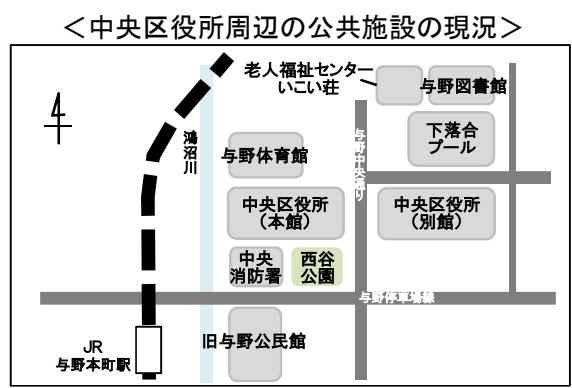 ＜中央区役所周辺の公共施設の現況＞
老人福祉センター
いこい荘
与野図書館
下落合
プール
鴻沼川
与野体育館
与野中央通り
中央区役所
（本館）
中央区役所
（別館）
中央
消防署
西谷
公園
与野停車場線
旧与野公民館
JR
与野本町駅